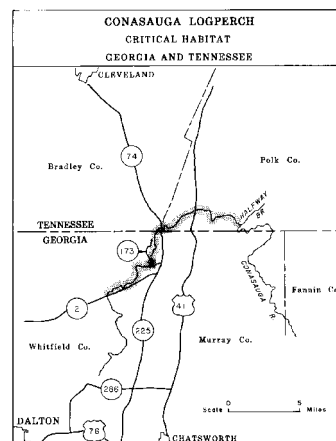 CONASAUGA LOGPERCH
CRITICAL HABITAT
GEORGIA AND TENNESSEE
CLEVELAND
Bradley Co.
74
Polk Co.
HALFWAY
BR.
TENNESSEE
GEORGIA
173
CONASAUGA
R.
Fannin Co
2
41
225
Whitfield Co.
Murray Co.
286
Scale
0
5
Miles
DALTON
76
CHATSWORTH